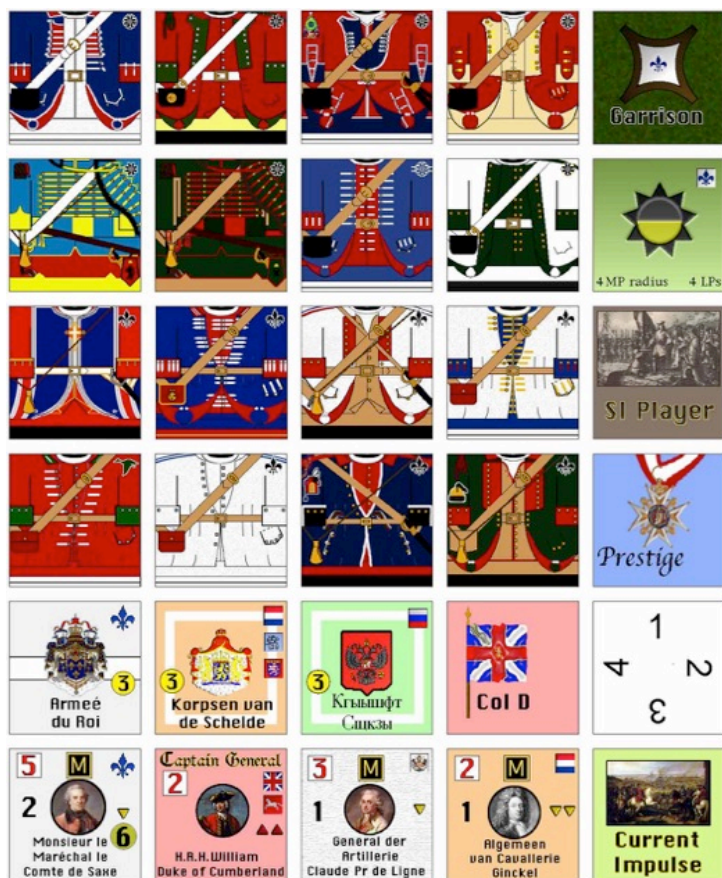 Garrison
4 MP radius 4 LPs
SI Player
Prestige
3
Armeé
du Roi
3
Korpsen van
de Schelde
3
Кгыышфт
Сщкзы
Col D
1
2
3
4
5 M
2
6
Monsieur le
Maréchal le
Comte de Saxe
Captain General
2
H.R.H. William
Duke of Cumberland
3 M
1
General der
Artillerie
Claude Pr de Ligne
2 M
1
Algemeen
van Cavallerie
Ginckel
Current
Impulse